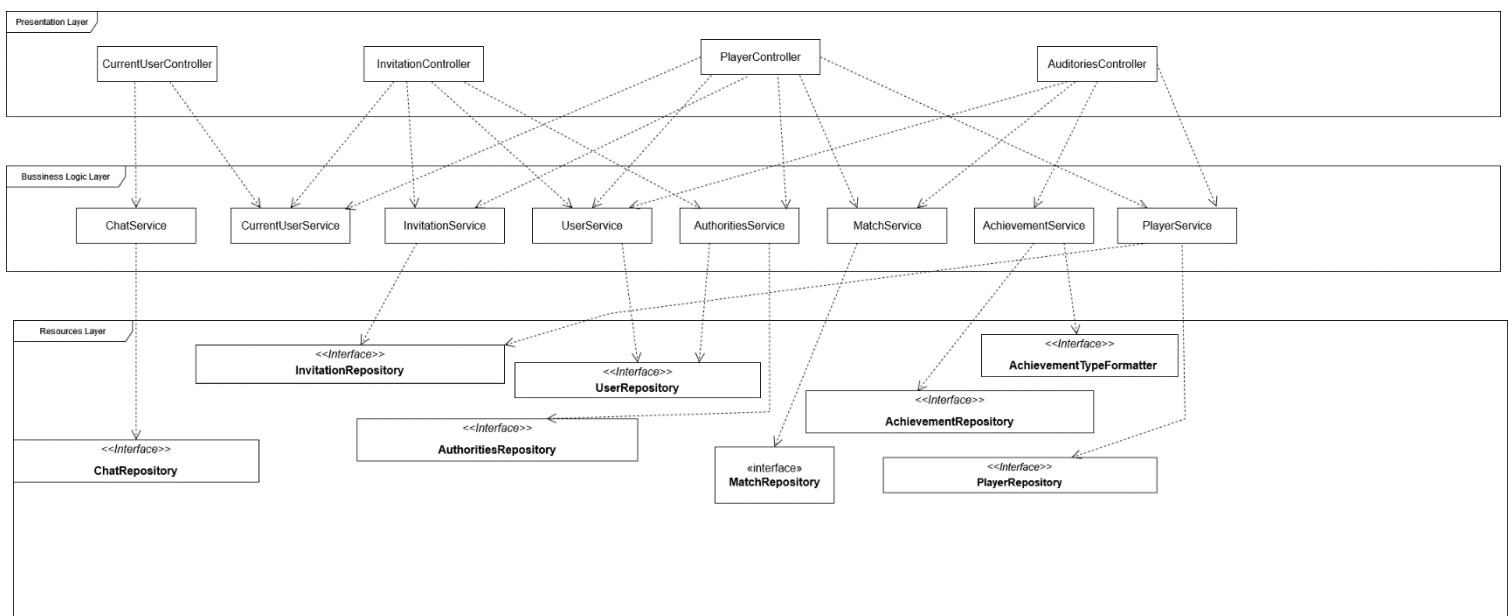 Presentation Layer
CurrentUserController
InvitationController
PlayerController
AuditoriesController
Bussiness Logic Layer
ChatService
CurrentUserService
InvitationService
UserService
AuthoritiesService
MatchService
AchievementService
PlayerService
Resources Layer
<<Interface>>
InvitationRepository
<<Interface>>
UserRepository
<<Interface>>
AchievementTypeFormatter
<<Interface>>
AchievementRepository
<<Interface>>
AuthoritiesRepository
<<Interface>>
ChatRepository
«interface»
MatchRepository
<<Interface>>
PlayerRepository